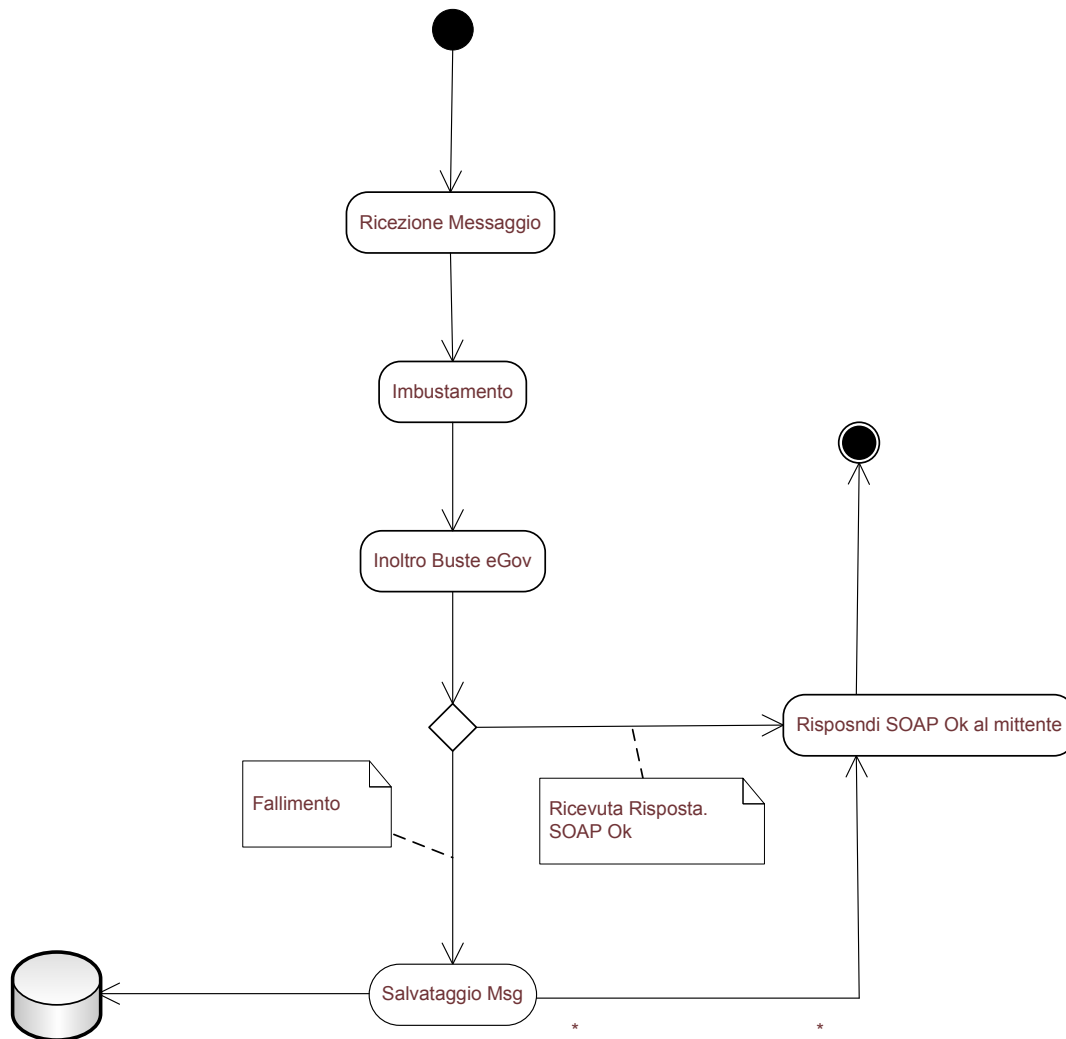 Ricezione Messaggio
Imbustamento
Inoltro Buste eGov
Risposndi SOAP Ok al mittente
Fallimento
Ricevuta Risposta.
SOAP Ok
Salvataggio Msg
* *